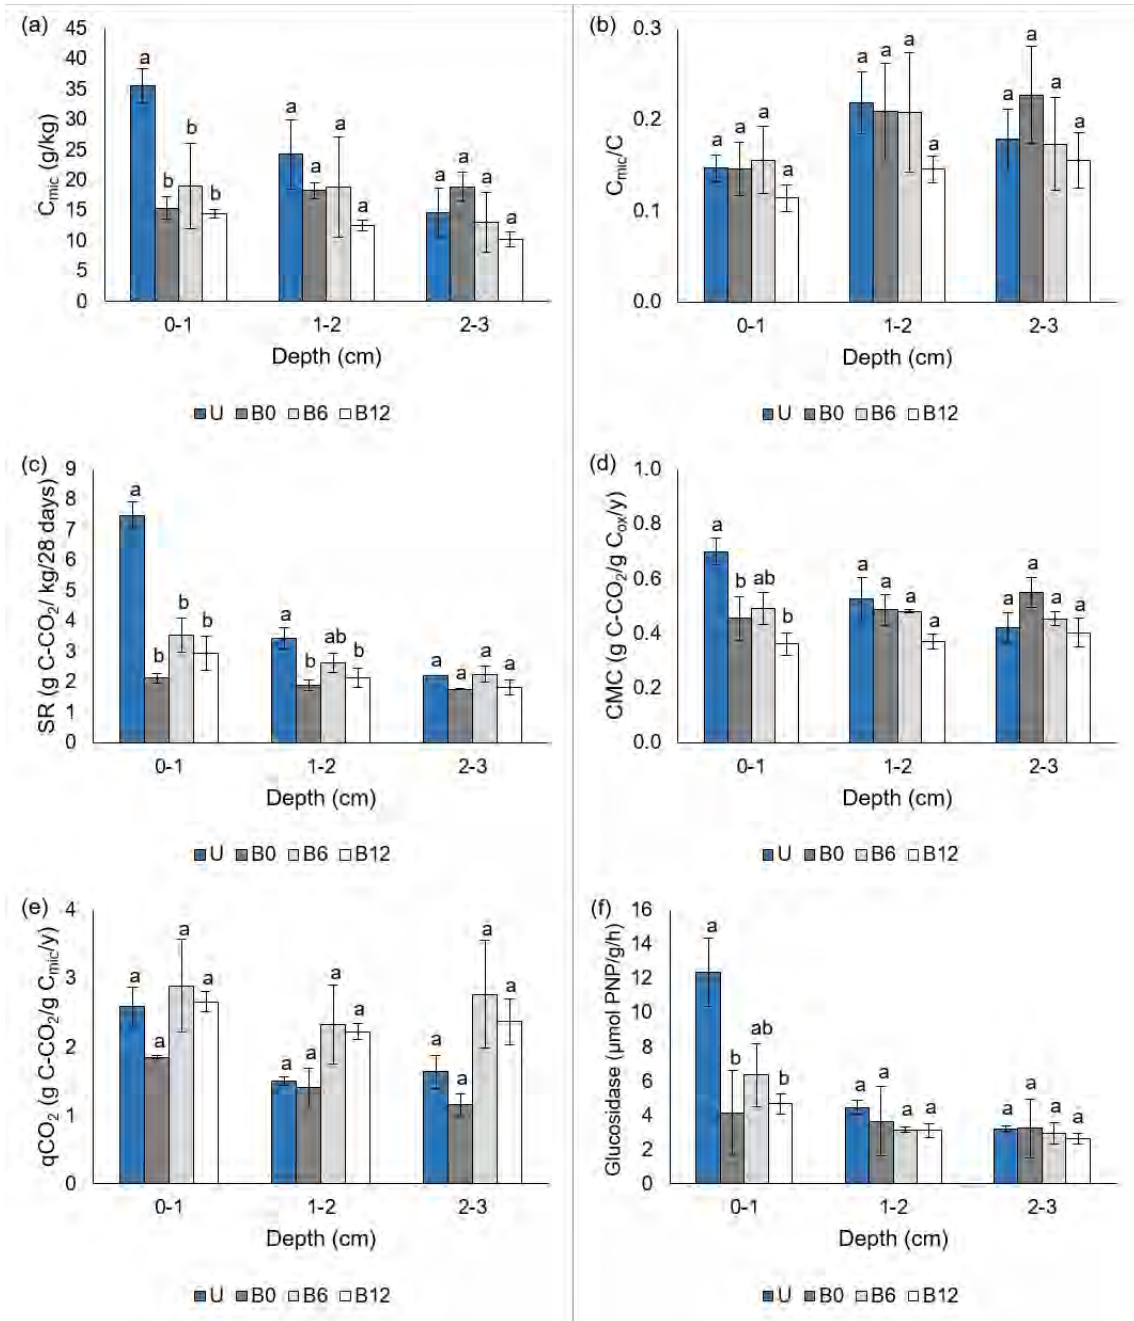 (a)
45
40
35
30
25
20
15
10
5
0
Cmic (g/kg)
a
b
b
b
a
a
a
a
a
a
a
a
0-1 1-2 2-3
Depth (cm)
U B0 B6 B12
(b)
0.3
0.2
0.1
0.0
Cmic/C
a
a
a
a
a
a
a
a
a
a
a
a
0-1 1-2 2-3
Depth (cm)
U B0 B6 B12
(c)
9
8
7
6
5
4
3
2
1
0
SR (g C-CO₂/ kg/28 days)
a
b
b
b
a
b
ab
b
a
a
a
a
0-1 1-2 2-3
Depth (cm)
U B0 B6 B12
(d)
1.0
0.8
0.6
0.4
0.2
0.0
CMC (g C-CO₂/g Cox/y)
a
b
ab
b
a
a
a
a
a
a
a
a
0-1 1-2 2-3
Depth (cm)
U B0 B6 B12
(e)
4
3
2
1
0
qCO₂ (g C-CO₂/g Cmic/y)
a
a
a
a
a
a
a
a
a
a
a
a
0-1 1-2 2-3
Depth (cm)
U B0 B6 B12
(f)
16
14
12
10
8
6
4
2
0
Glucosidase (µmol PNP/g/h)
a
b
ab
b
a
a
a
a
a
a
a
a
0-1 1-2 2-3
Depth (cm)
U B0 B6 B12